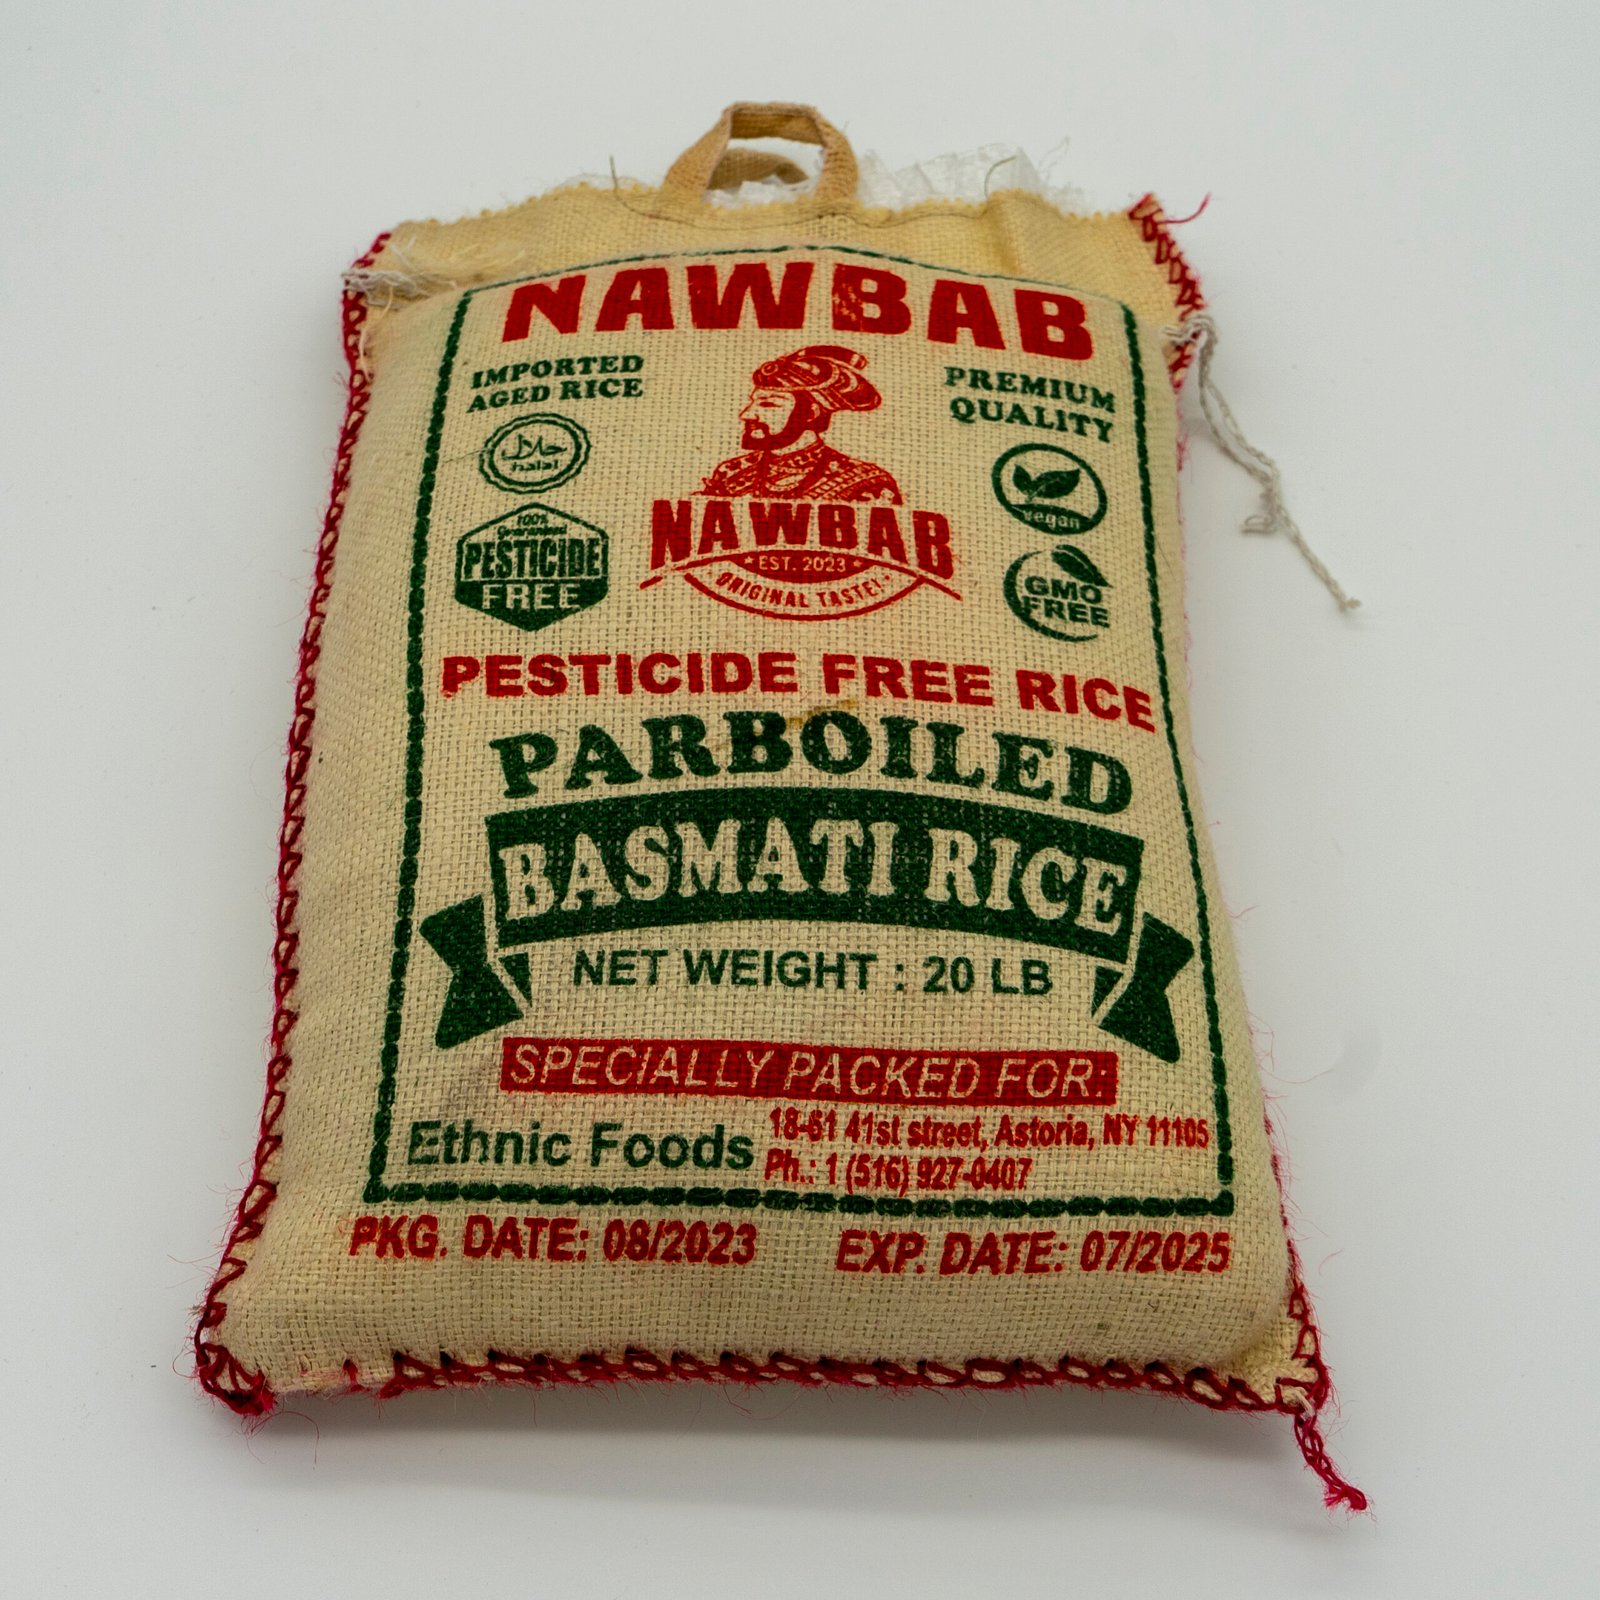 NAWBAB
IMPORTED
AGED RICE
PREMIUM
QUALITY
حلال
halal
vegan
100%
Guaranteed
PESTICIDE
FREE
NAWBAB
EST. 2023
ORIGINAL TASTE!
GMO
FREE
PESTICIDE FREE RICE
PARBOILED
BASMATI RICE
NET WEIGHT : 20 LB
SPECIALLY PACKED FOR:
Ethnic Foods
18-61 41st street, Astoria, NY 11105
Ph.: 1 (516) 927-0407
PKG. DATE: 08/2023
EXP. DATE: 07/2025